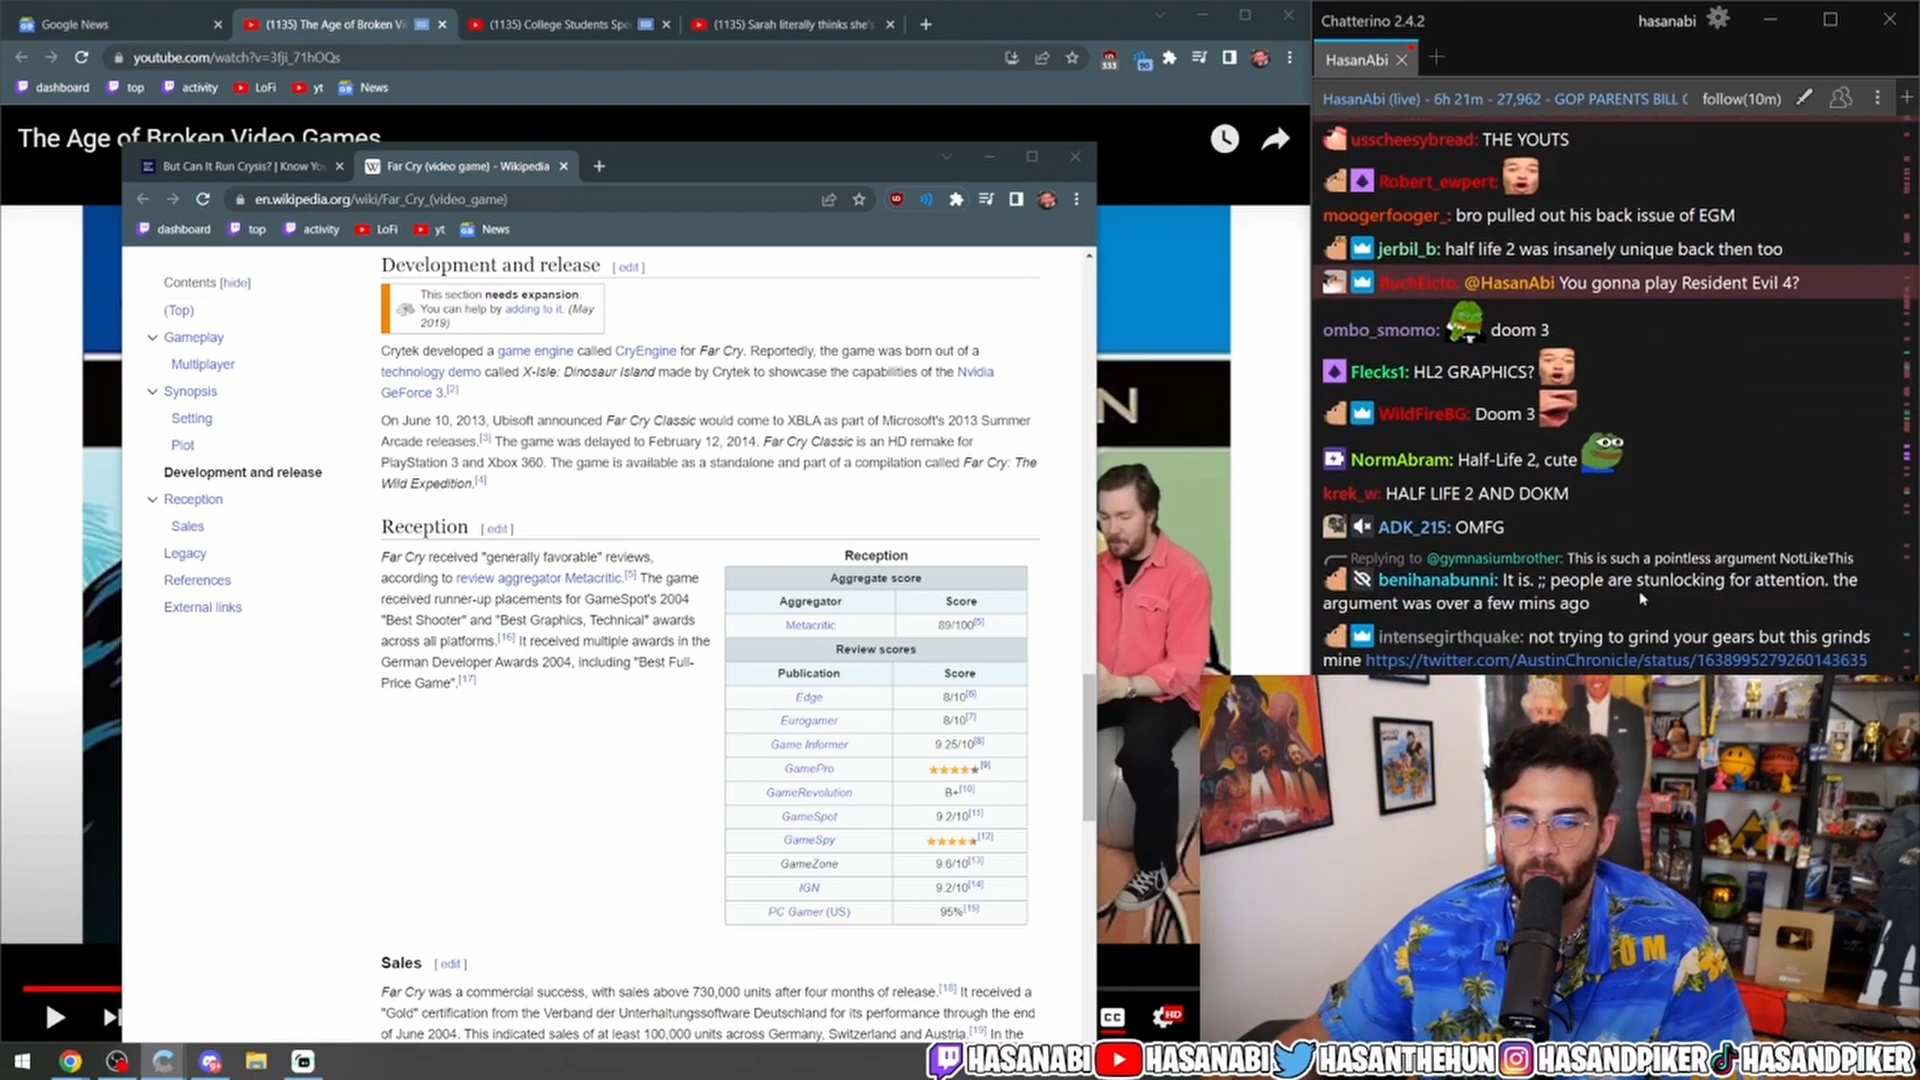 Google News
(1135) The Age of Broken Vi
(1135) College Students Spe
(1135) Sarah literally thinks she's
youtube.com/watch?v=3fji_71hOQs
dashboard top activity LoFi yt News
The Age of Broken Video Games
But Can It Run Crysis? | Know Yo
Far Cry (video game) - Wikipedia
en.wikipedia.org/wiki/Far_Cry_(video_game)
dashboard top activity LoFi yt News
Contents [hide]
(Top)
Gameplay
Multiplayer
Synopsis
Setting
Plot
Development and release
Reception
Sales
Legacy
References
External links
Development and release [ edit ]
This section needs expansion.
You can help by adding to it. (May
2019)
Crytek developed a game engine called CryEngine for Far Cry. Reportedly, the game was born out of a
technology demo called X-Isle: Dinosaur Island made by Crytek to showcase the capabilities of the Nvidia
GeForce 3.[2]
On June 10, 2013, Ubisoft announced Far Cry Classic would come to XBLA as part of Microsoft's 2013 Summer
Arcade releases.[3] The game was delayed to February 12, 2014. Far Cry Classic is an HD remake for
PlayStation 3 and Xbox 360. The game is available as a standalone and part of a compilation called Far Cry: The
Wild Expedition.[4]
Reception [ edit ]
Far Cry received "generally favorable" reviews,
according to review aggregator Metacritic.[5] The game
received runner-up placements for GameSpot's 2004
"Best Shooter" and "Best Graphics, Technical" awards
across all platforms.[16] It received multiple awards in the
German Developer Awards 2004, including "Best Full-
Price Game".[17]
Reception
Aggregate score
Aggregator Score
Metacritic 89/100[5]
Review scores
Publication Score
Edge 8/10[6]
Eurogamer 8/10[7]
Game Informer 9.25/10[8]
GamePro ★★★★★[9]
GameRevolution B+[10]
GameSpot 9.2/10[11]
GameSpy ★★★★★[12]
GameZone 9.6/10[13]
IGN 9.2/10[14]
PC Gamer (US) 95%[15]
Sales [ edit ]
Far Cry was a commercial success, with sales above 730,000 units after four months of release.[18] It received a
"Gold" certification from the Verband der Unterhaltungssoftware Deutschland for its performance through the end
of June 2004. This indicated sales of at least 100,000 units across Germany, Switzerland and Austria.[19] In the
N
CC
HD
Chatterino 2.4.2
hasanabi
HasanAbi
HasanAbi (live) - 6h 21m - 27,962 - GOP PARENTS BILL
follow(10m)
usscheesybread: THE YOUTS
Robert_ewpert:
moogerfooger_: bro pulled out his back issue of EGM
jerbil_b: half life 2 was insanely unique back then too
BuchEicto: @HasanAbi You gonna play Resident Evil 4?
ombo_smomo: doom 3
Flecks1: HL2 GRAPHICS?
WildFireBG: Doom 3
NormAbram: Half-Life 2, cute
krek_w: HALF LIFE 2 AND DOKM
ADK_215: OMFG
Replying to @gymnasiumbrother: This is such a pointless argument NotLikeThis
benihanabunni: It is. ;; people are stunlocking for attention. the
argument was over a few mins ago
intensegirthquake: not trying to grind your gears but this grinds
mine https://twitter.com/AustinChronicle/status/1638995279260143635
HASANABI HASANABI HASANTHEHUN HASANDPIKER HASANDPIKER